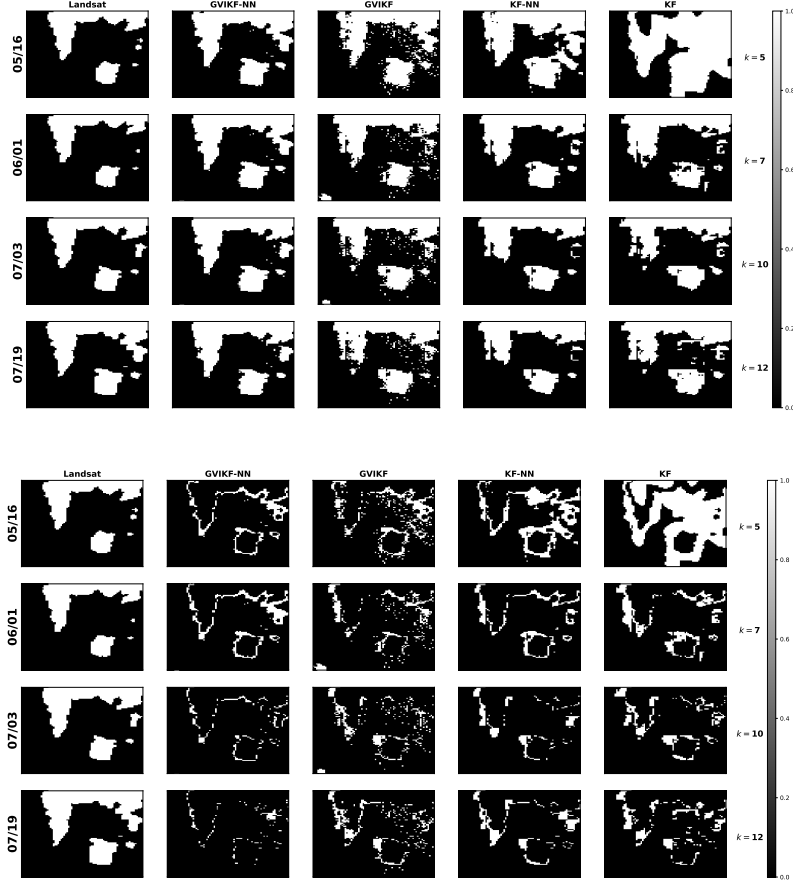 Landsat GVIKF-NN GVIKF KF-NN KF
1.0
05/16
k = 5
0.8
06/01
k = 7
0.6
0.4
07/03
k = 10
0.2
07/19
k = 12
0.0
Landsat GVIKF-NN GVIKF KF-NN KF
1.0
05/16
k = 5
0.8
06/01
k = 7
0.6
0.4
07/03
k = 10
0.2
07/19
k = 12
0.0